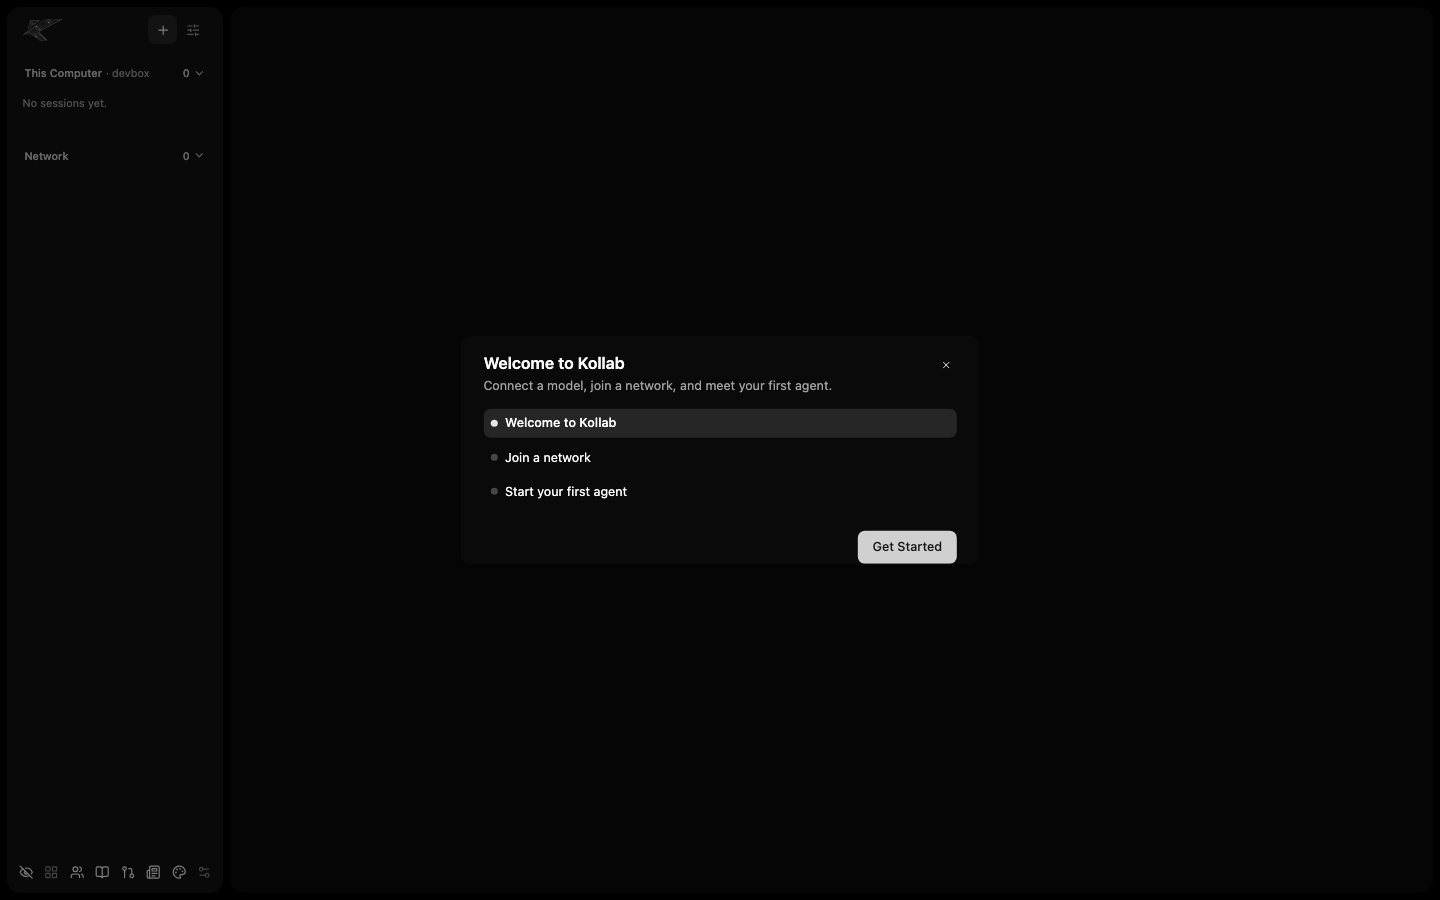 This Computer · devbox 0
No sessions yet.
Network 0
Welcome to Kollab
Connect a model, join a network, and meet your first agent.
Welcome to Kollab
Join a network
Start your first agent
Get Started